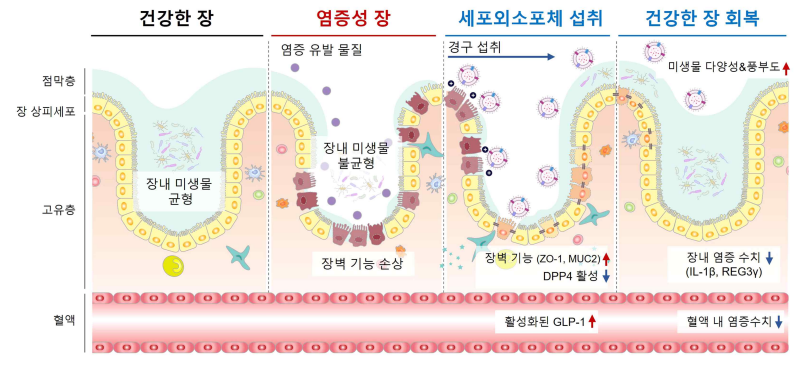 건강한 장
염증성 장
세포외소포체 섭취
건강한 장 회복
염증 유발 물질
경구 섭취
미생물 다양성&풍부도
점막층
장 상피세포
고유층
혈액
장내 미생물
균형
장내 미생물
불균형
장벽 기능 손상
장벽 기능 (ZO-1, MUC2)
DPP4 활성
장내 염증 수치
(IL-1β, REG3γ)
활성화된 GLP-1
혈액 내 염증수치